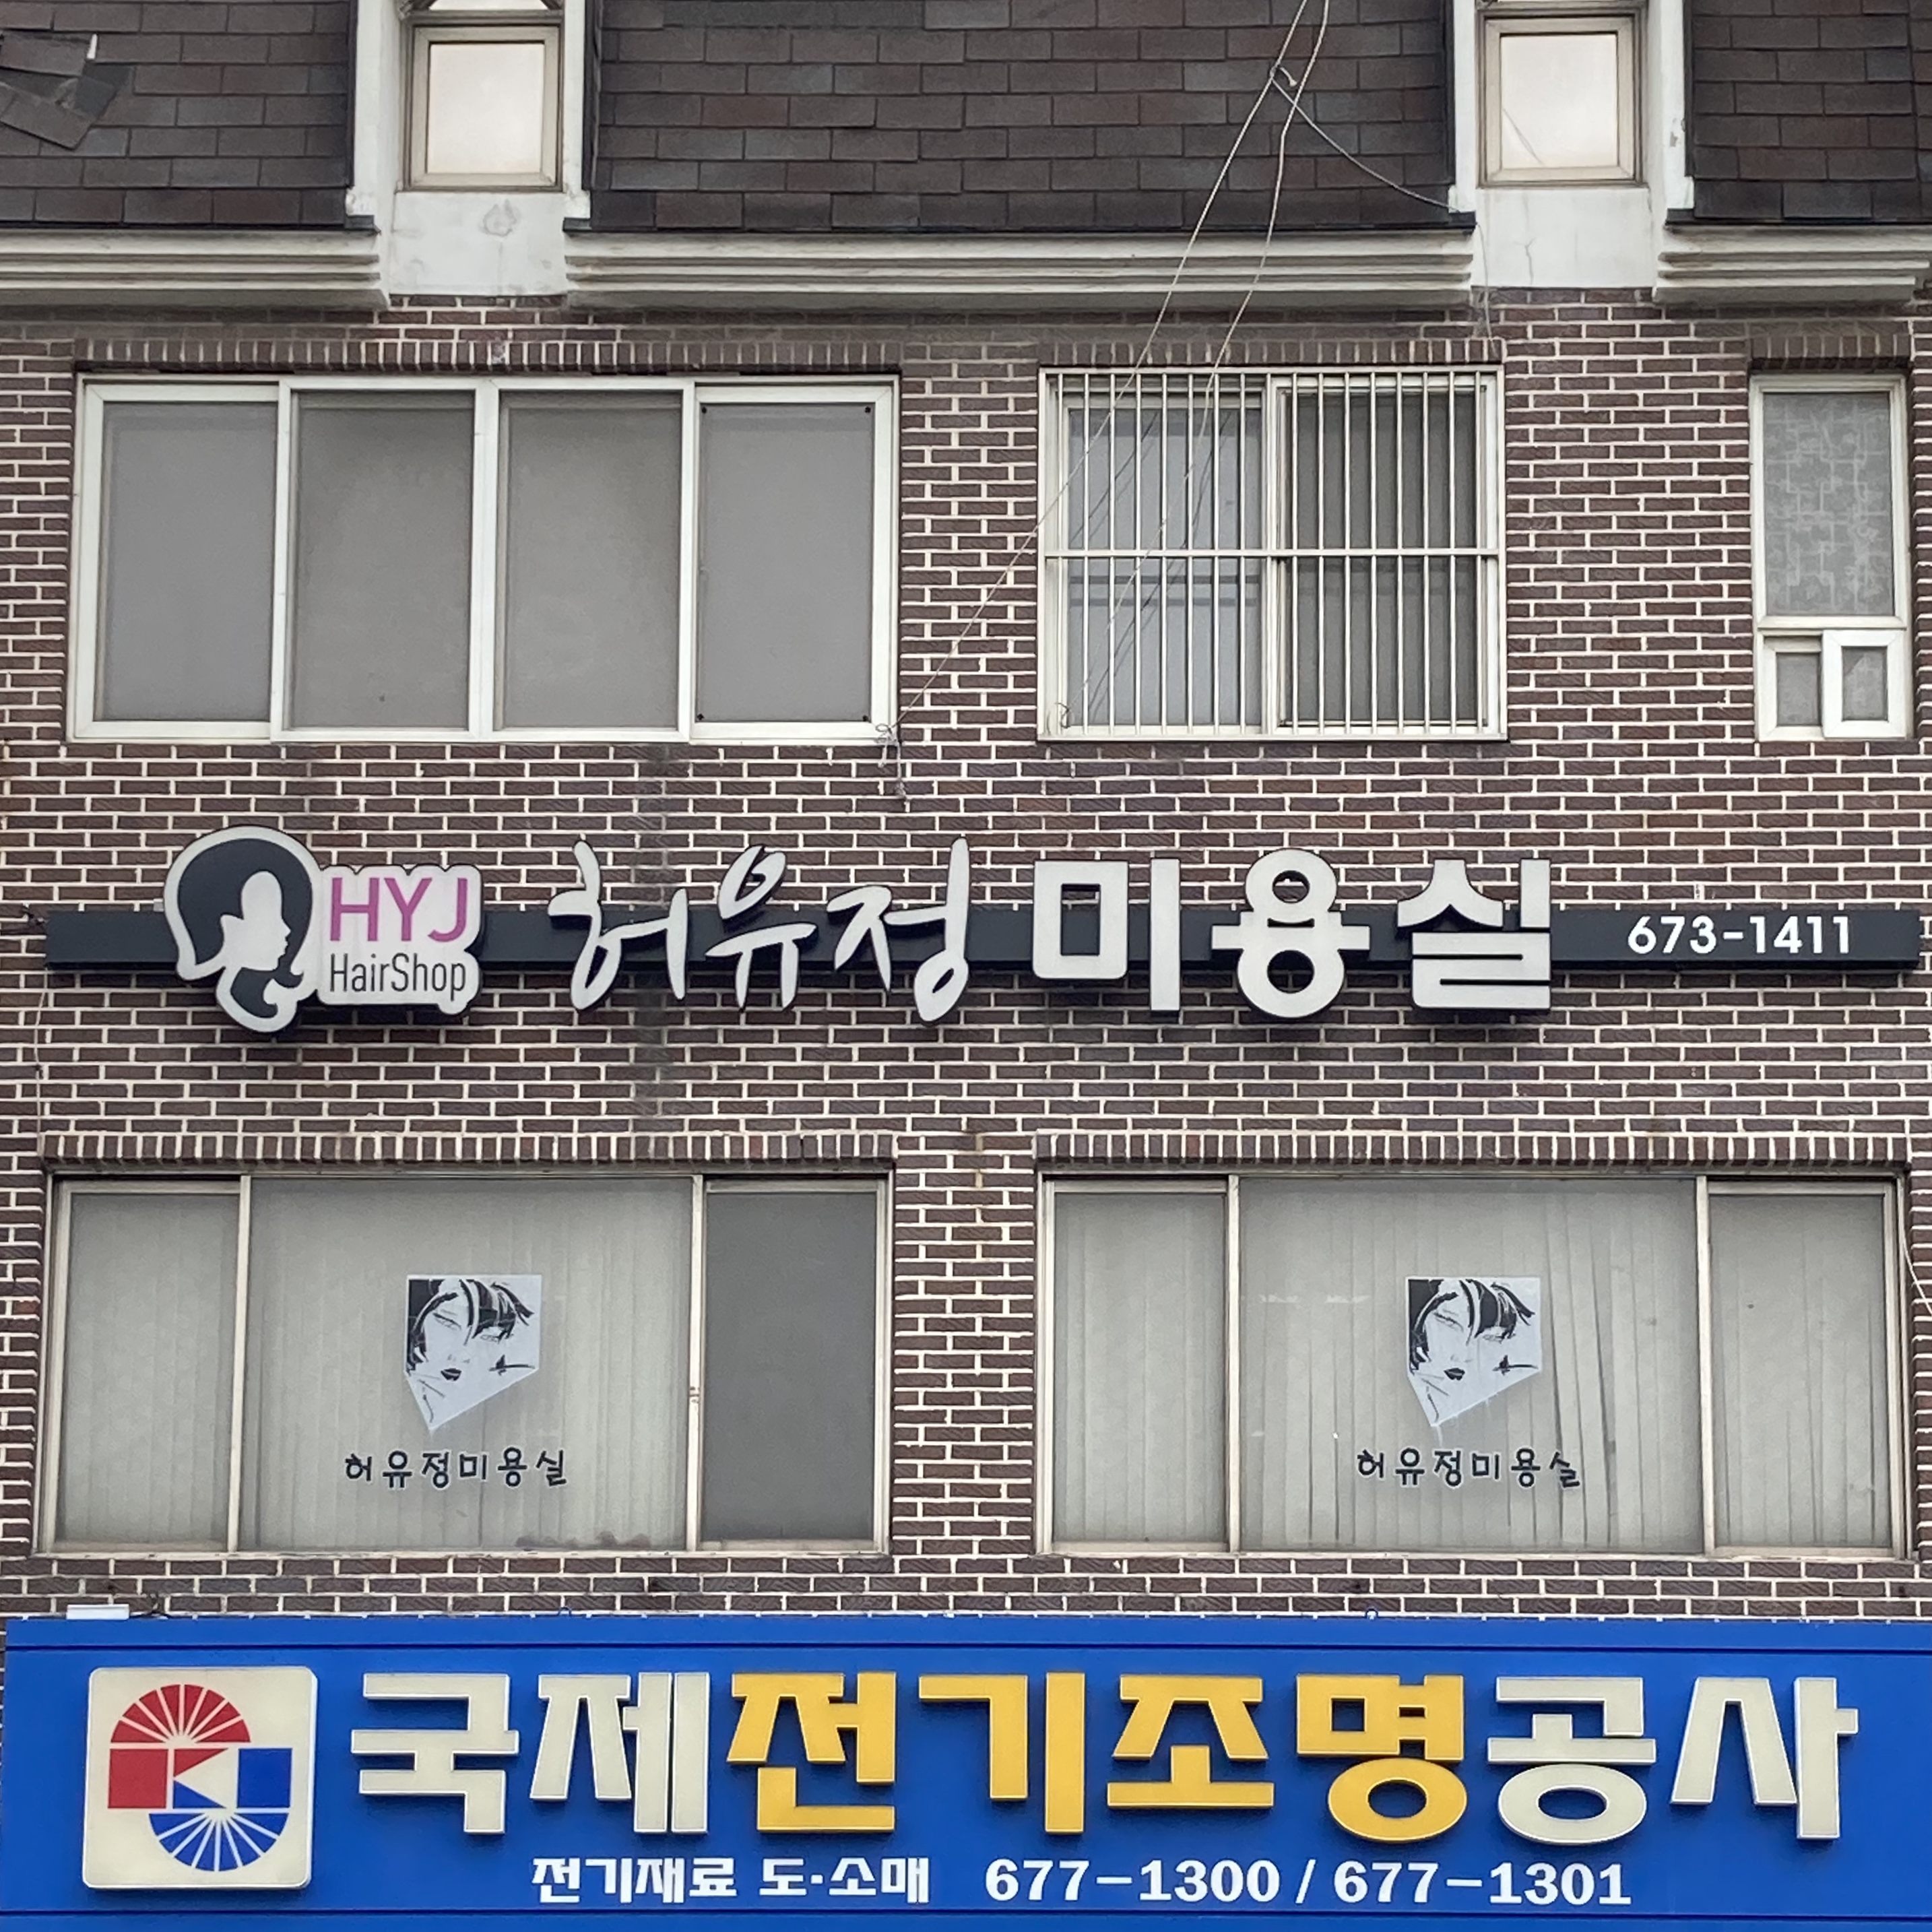 HYJ
HairShop
허유정 미용실 673-1411
허유정미용실
허유정미용실
국제전기조명공사
전기재료 도·소매 677-1300 / 677-1301